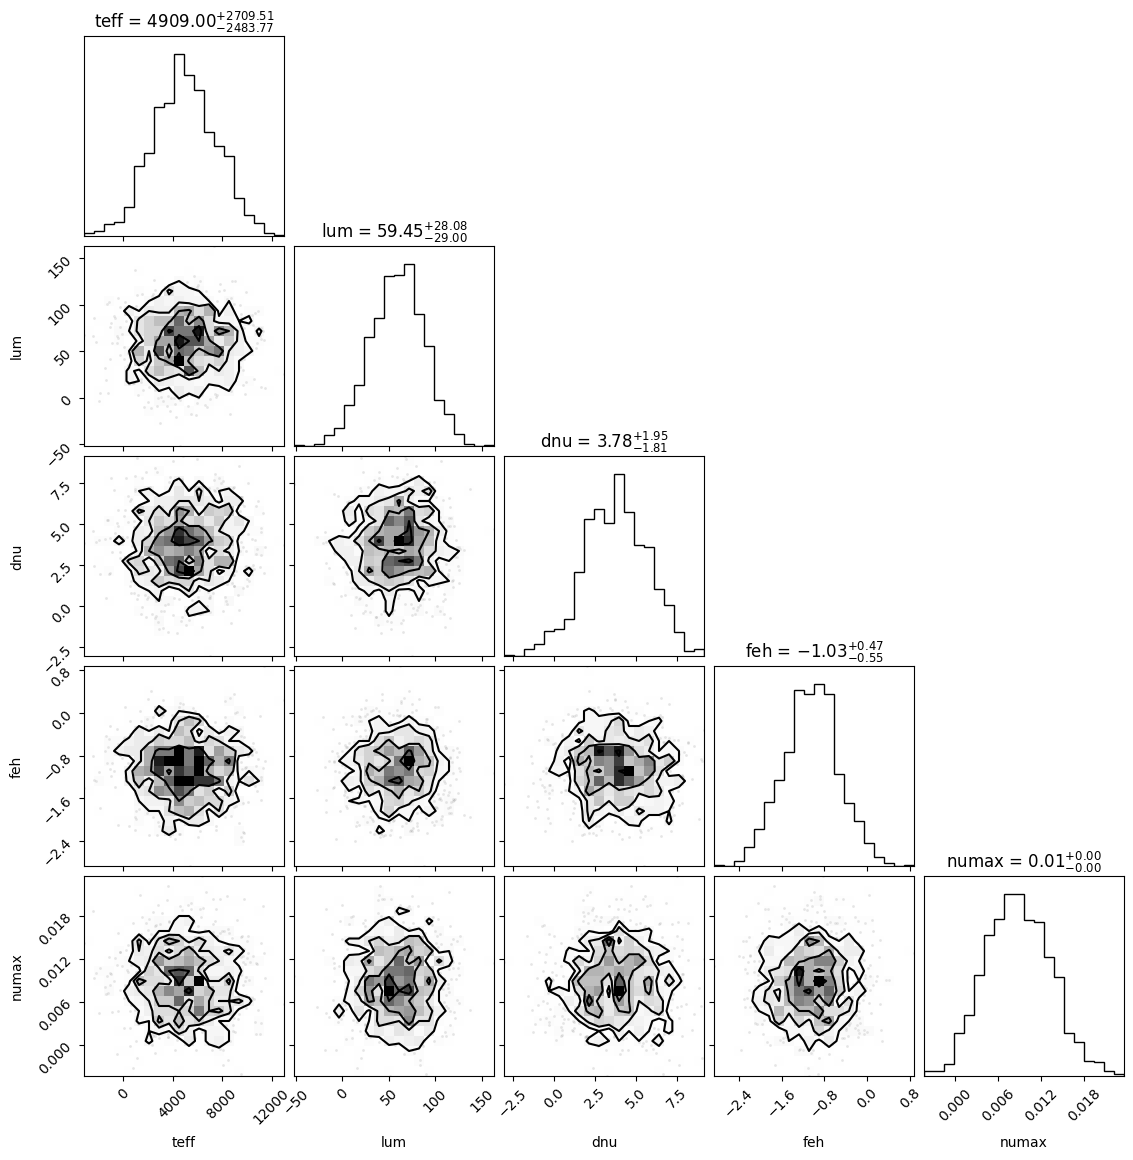 teff = 4909.00+2709.51−2483.77
lum = 59.45+28.08−29.00
150
100
50
0
−50
lum
dnu = 3.78+1.95−1.81
7.5
5.0
2.5
0.0
−2.5
dnu
feh = −1.03+0.47−0.55
0.8
0.0
−0.8
−1.6
−2.4
feh
numax = 0.01+0.00−0.00
0.018
0.012
0.006
0.000
numax
0 4000 8000 12000
−50 0 50 100 150
−2.5 0.0 2.5 5.0 7.5
−2.4 −1.6 −0.8 0.0 0.8
0.000 0.006 0.012 0.018
teff lum dnu feh numax